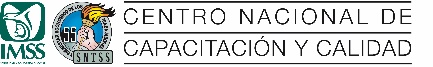 IMSS
SNTSS
CENTRO NACIONAL DE
CAPACITACIÓN Y CALIDAD